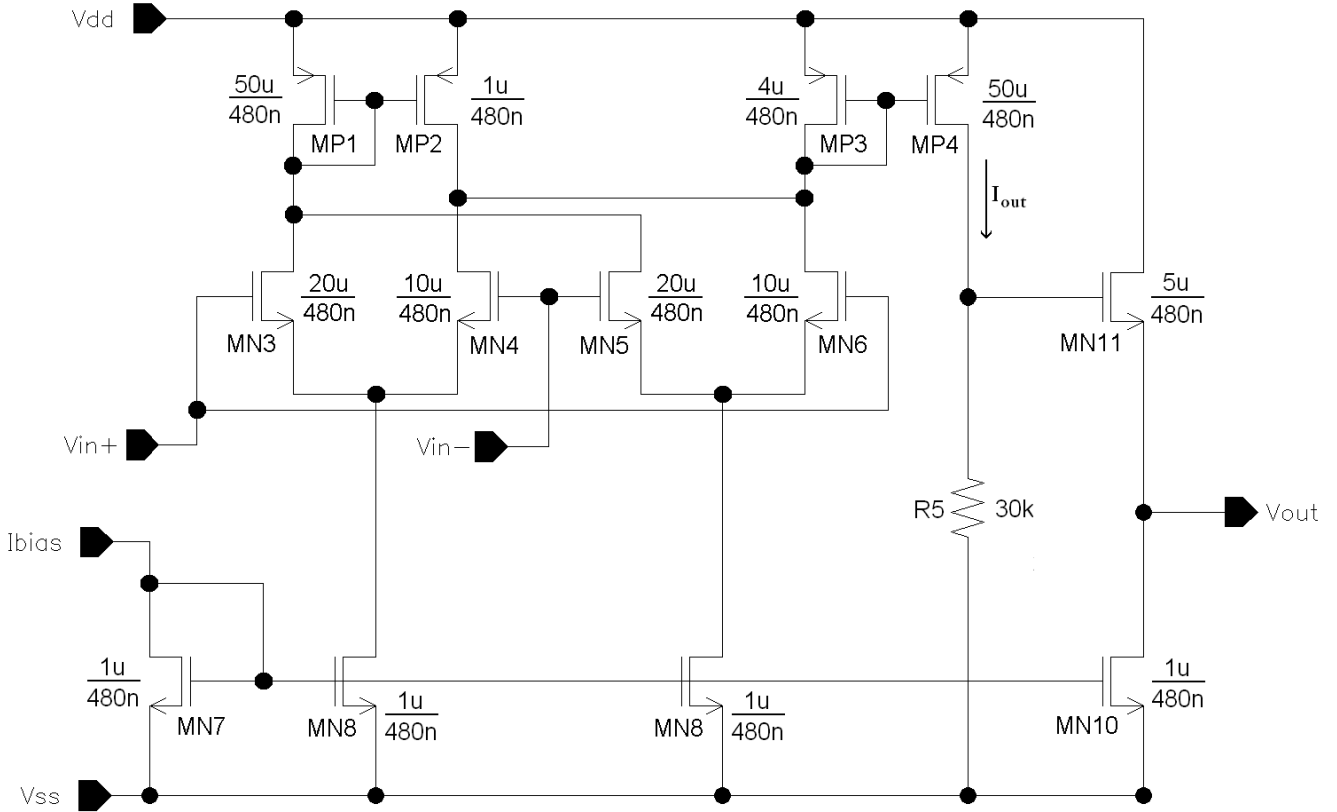 Vdd
50u
480n
MP1
1u
480n
MP2
4u
480n
MP3
50u
480n
MP4
Iout
20u
480n
MN3
10u
480n
MN4
20u
480n
MN5
10u
480n
MN6
5u
480n
MN11
Vin+
Vin−
R5
30k
Vout
Ibias
1u
480n
MN7
MN8
1u
480n
MN8
1u
480n
MN10
1u
480n
Vss